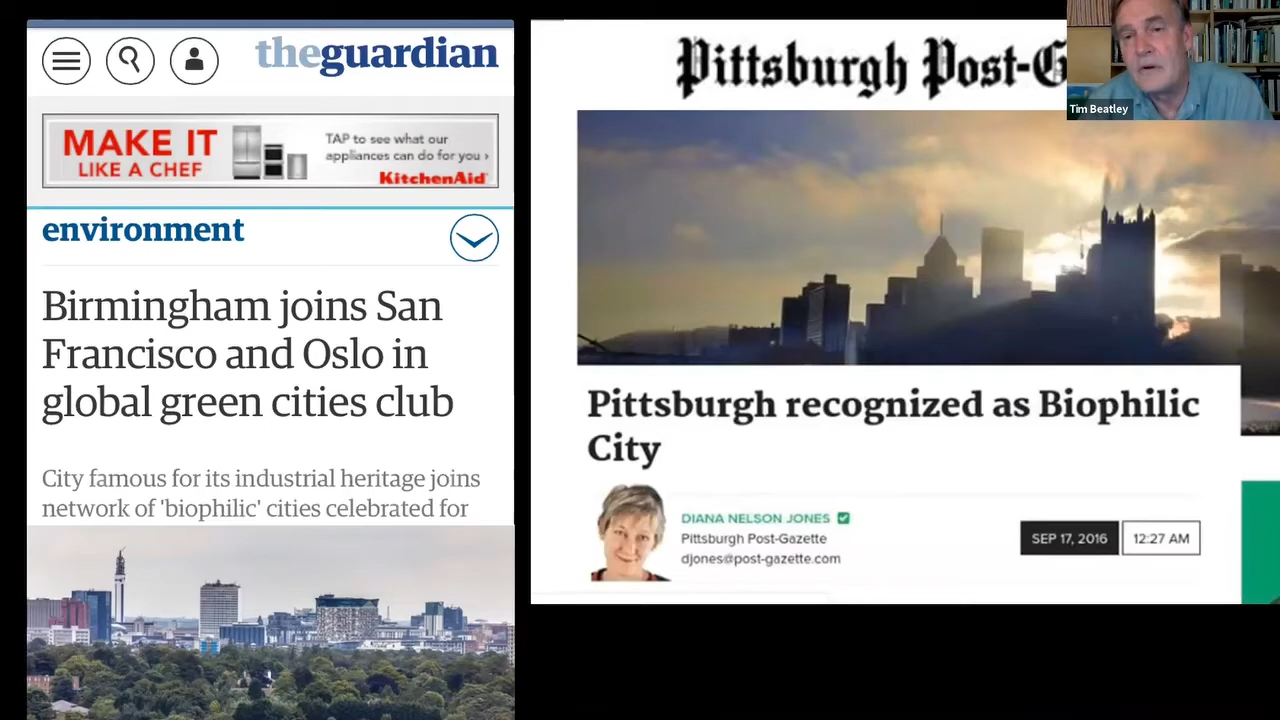 theguardian
MAKE IT
LIKE A CHEF
TAP to see what our
appliances can do for you ›
KitchenAid
environment
Birmingham joins San
Francisco and Oslo in
global green cities club
City famous for its industrial heritage joins
network of 'biophilic' cities celebrated for
Pittsburgh Post-G
Tim Beatley
Pittsburgh recognized as Biophilic
City
DIANA NELSON JONES
Pittsburgh Post-Gazette
djones@post-gazette.com
SEP 17, 2016
12:27 AM